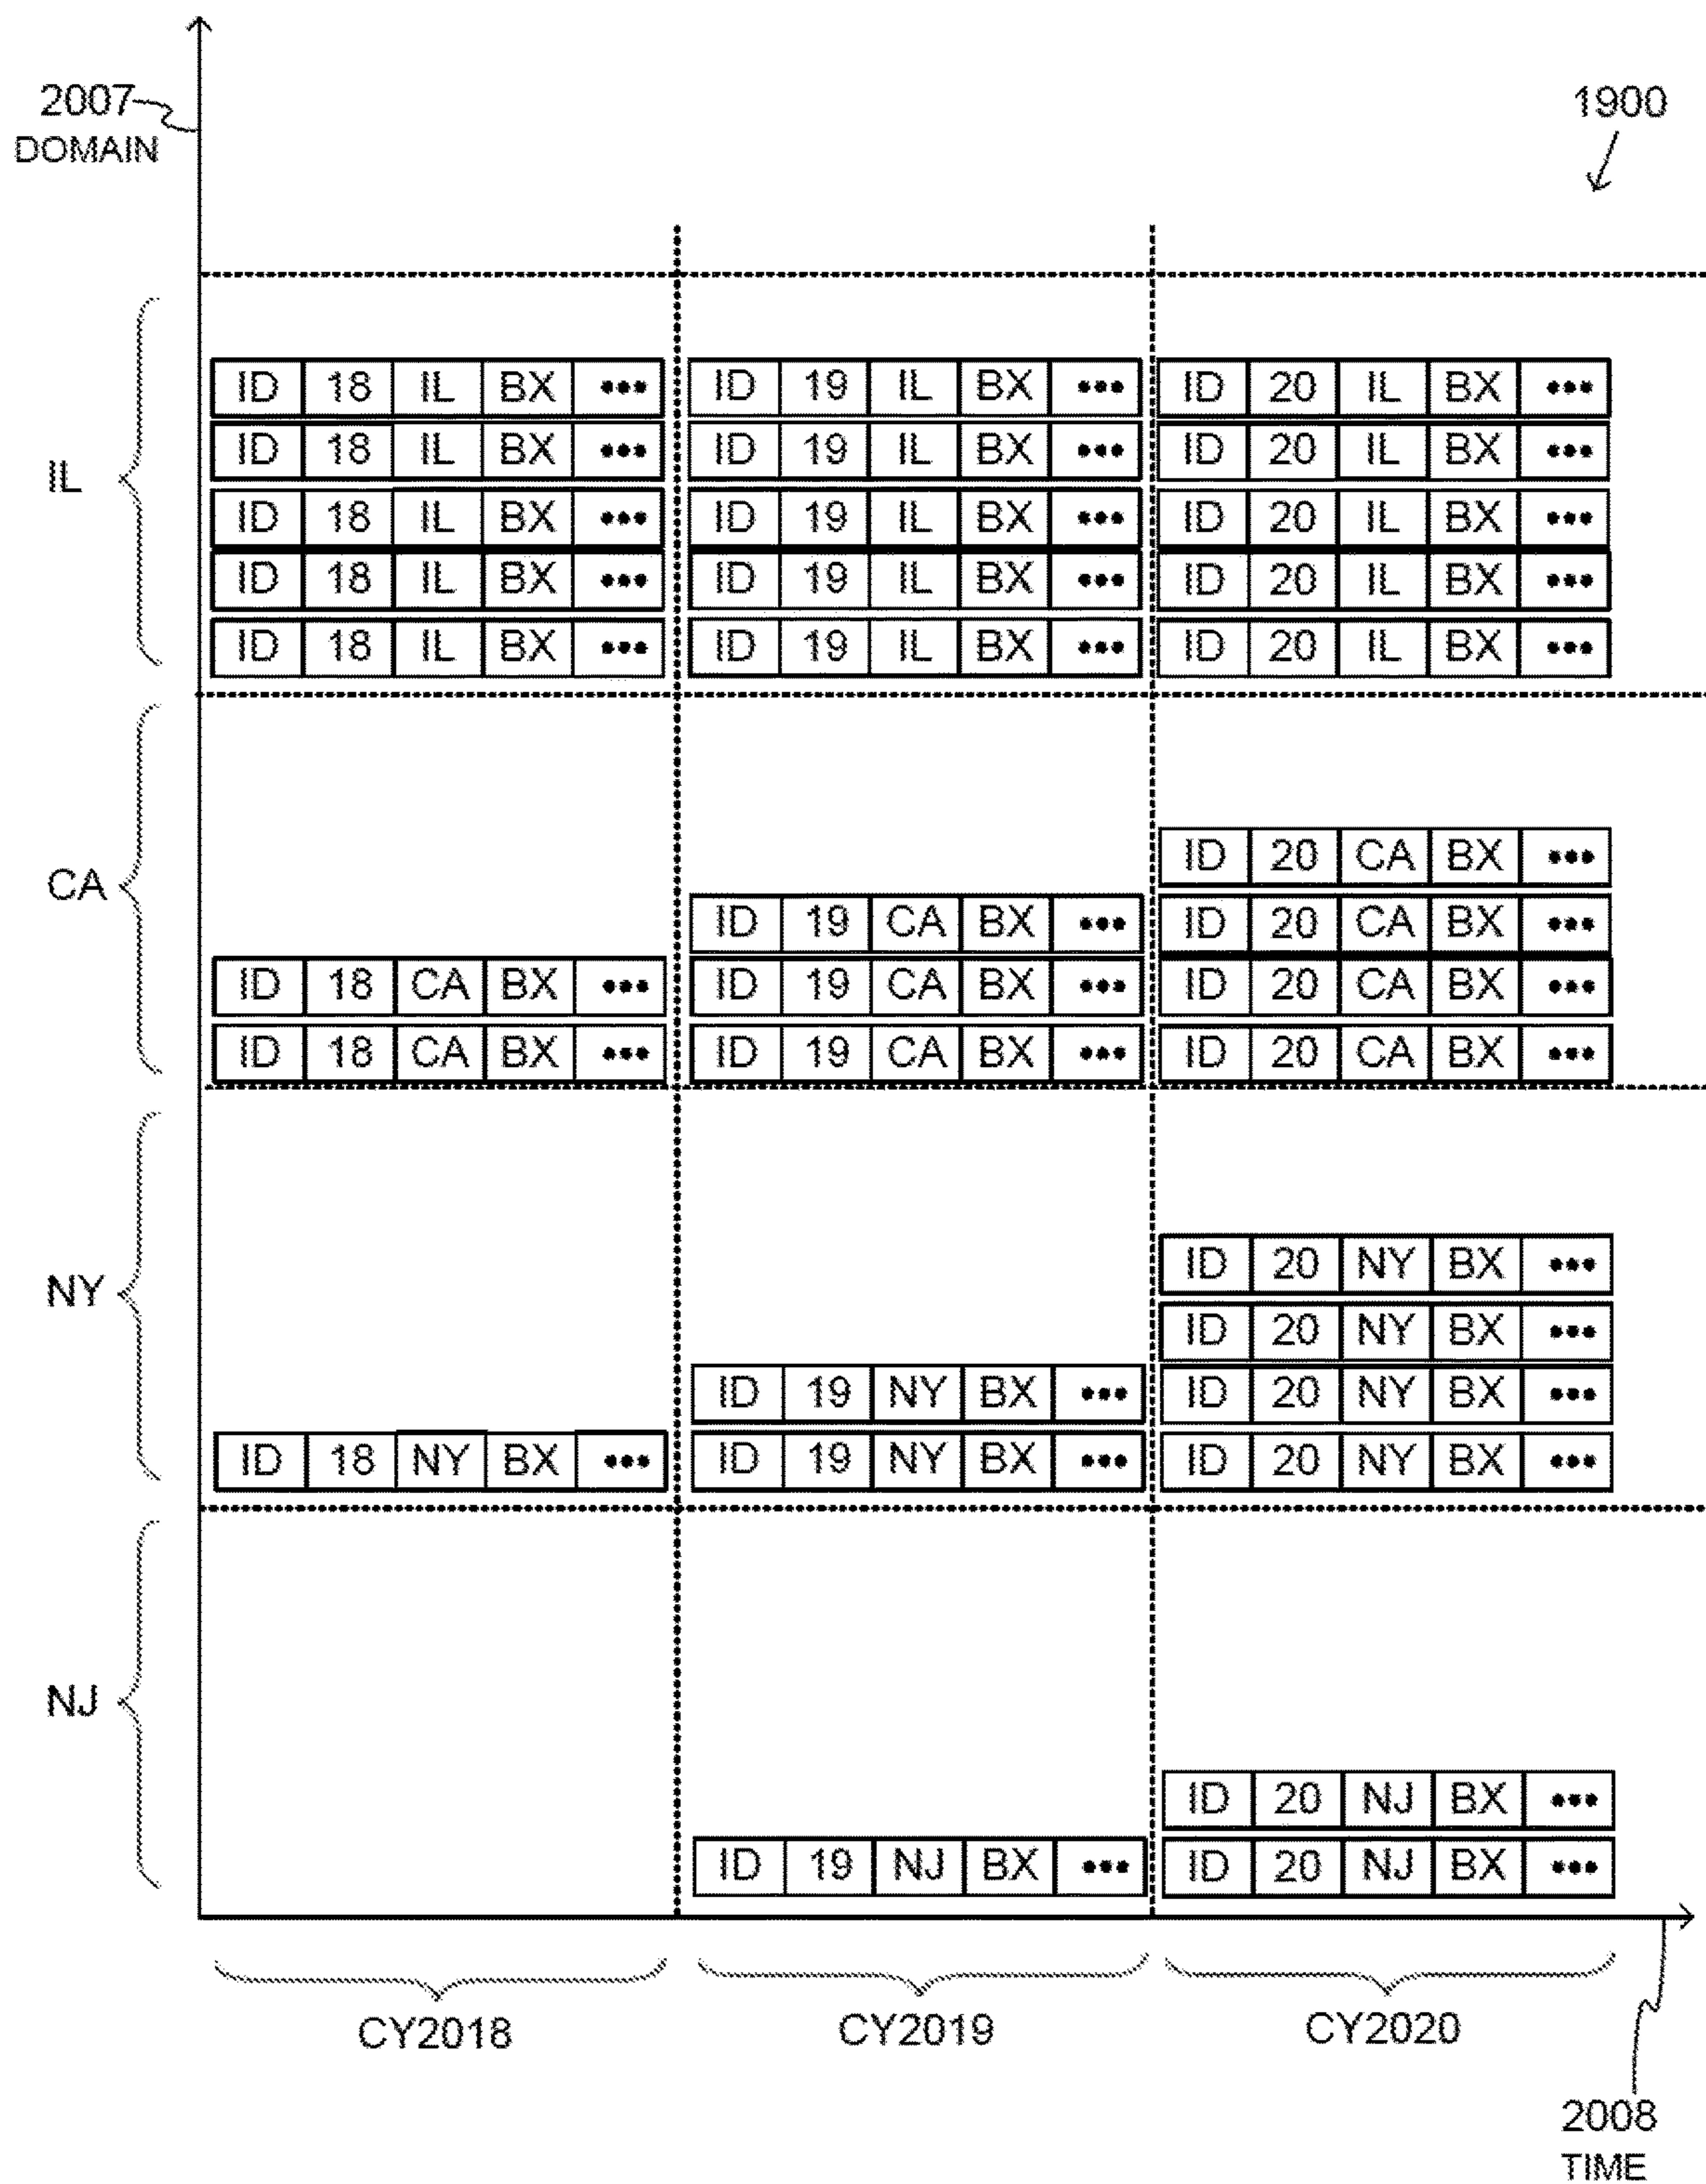 2007
DOMAIN
1900
IL
ID 18 IL BX ••• ID 19 IL BX ••• ID 20 IL BX •••
ID 18 IL BX ••• ID 19 IL BX ••• ID 20 IL BX •••
ID 18 IL BX ••• ID 19 IL BX ••• ID 20 IL BX •••
ID 18 IL BX ••• ID 19 IL BX ••• ID 20 IL BX •••
ID 18 IL BX ••• ID 19 IL BX ••• ID 20 IL BX •••
CA
ID 20 CA BX •••
ID 19 CA BX ••• ID 20 CA BX •••
ID 18 CA BX ••• ID 19 CA BX ••• ID 20 CA BX •••
ID 18 CA BX ••• ID 19 CA BX ••• ID 20 CA BX •••
NY
ID 20 NY BX •••
ID 20 NY BX •••
ID 19 NY BX ••• ID 20 NY BX •••
ID 18 NY BX ••• ID 19 NY BX ••• ID 20 NY BX •••
NJ
ID 20 NJ BX •••
ID 19 NJ BX ••• ID 20 NJ BX •••
CY2018 CY2019 CY2020
2008
TIME